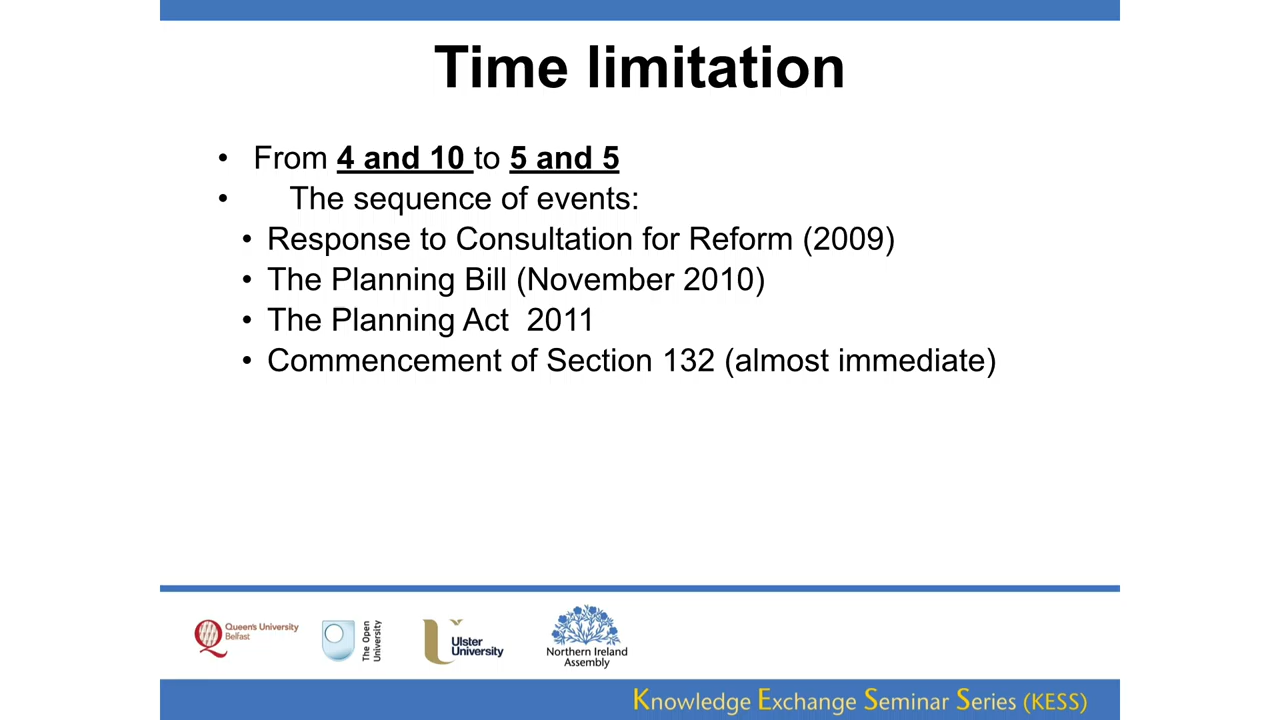 Time limitation
• From 4 and 10 to 5 and 5
• The sequence of events:
• Response to Consultation for Reform (2009)
• The Planning Bill (November 2010)
• The Planning Act 2011
• Commencement of Section 132 (almost immediate)
Queen's University
Belfast
The Open
University
Ulster
University
Northern Ireland
Assembly
Knowledge Exchange Seminar Series (KESS)